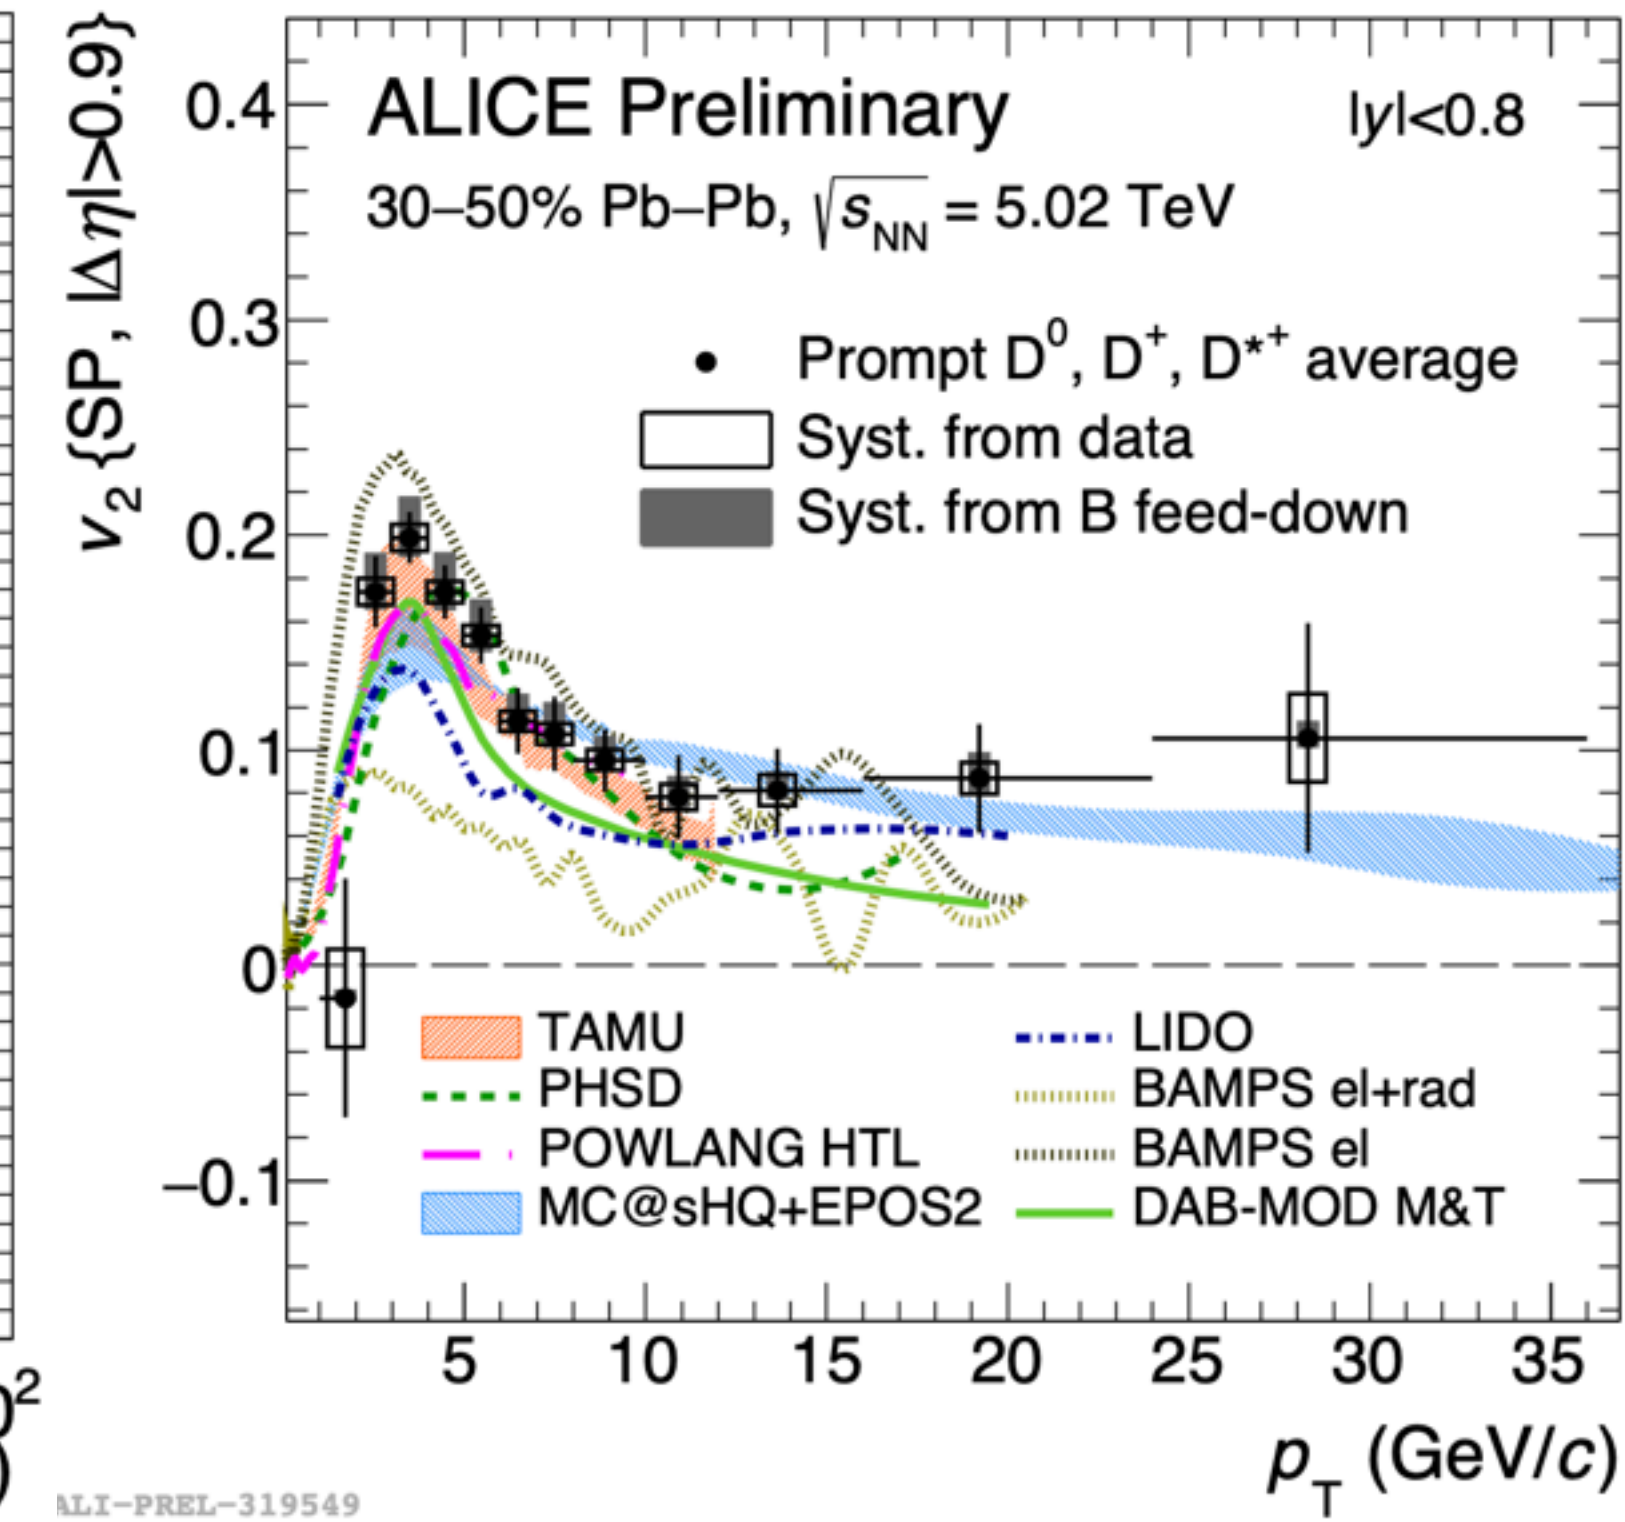 v₂ {SP, |Δη|>0.9}
0.4
0.3
0.2
0.1
0
−0.1
ALICE Preliminary
|y|<0.8
30–50% Pb–Pb, √s_NN = 5.02 TeV
Prompt D⁰, D⁺, D*⁺ average
Syst. from data
Syst. from B feed-down
TAMU
PHSD
POWLANG HTL
MC@sHQ+EPOS2
LIDO
BAMPS el+rad
BAMPS el
DAB-MOD M&T
5 10 15 20 25 30 35
p_T (GeV/c)
ALI−PREL−319549